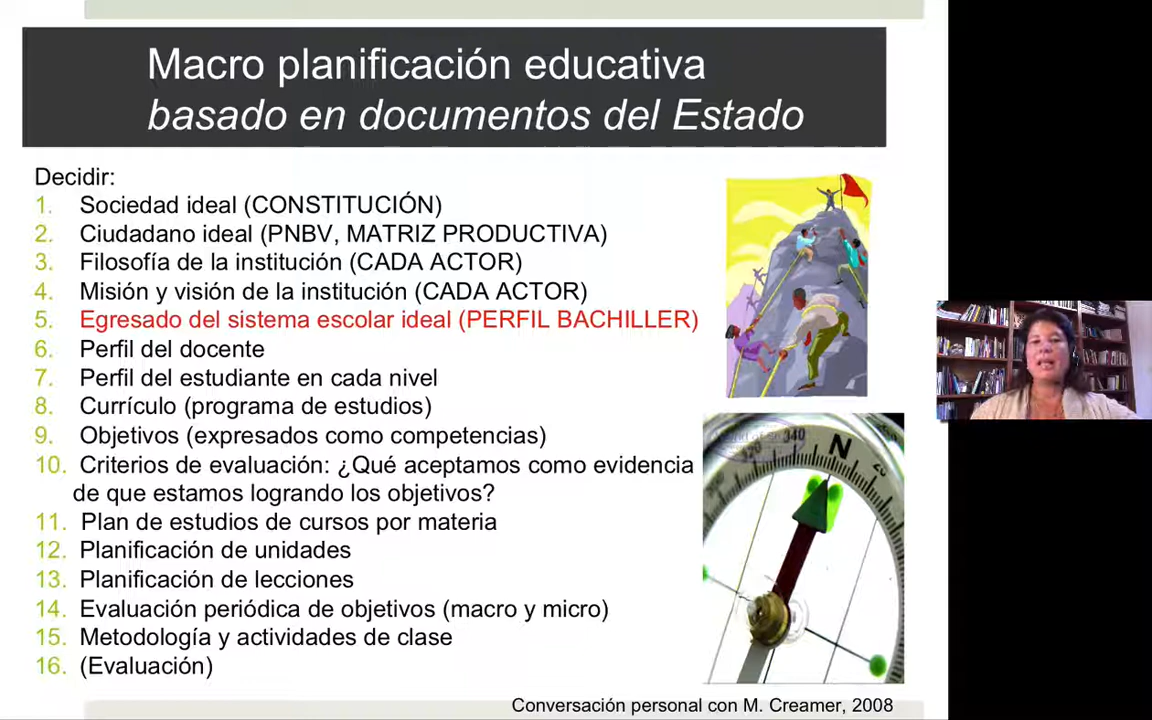 Macro planificación educativa
basado en documentos del Estado
Decidir:
1. Sociedad ideal (CONSTITUCIÓN)
2. Ciudadano ideal (PNBV, MATRIZ PRODUCTIVA)
3. Filosofía de la institución (CADA ACTOR)
4. Misión y visión de la institución (CADA ACTOR)
5. Egresado del sistema escolar ideal (PERFIL BACHILLER)
6. Perfil del docente
7. Perfil del estudiante en cada nivel
8. Currículo (programa de estudios)
9. Objetivos (expresados como competencias)
10. Criterios de evaluación: ¿Qué aceptamos como evidencia
de que estamos logrando los objetivos?
11. Plan de estudios de cursos por materia
12. Planificación de unidades
13. Planificación de lecciones
14. Evaluación periódica de objetivos (macro y micro)
15. Metodología y actividades de clase
16. (Evaluación)
340
N
20
Conversación personal con M. Creamer, 2008